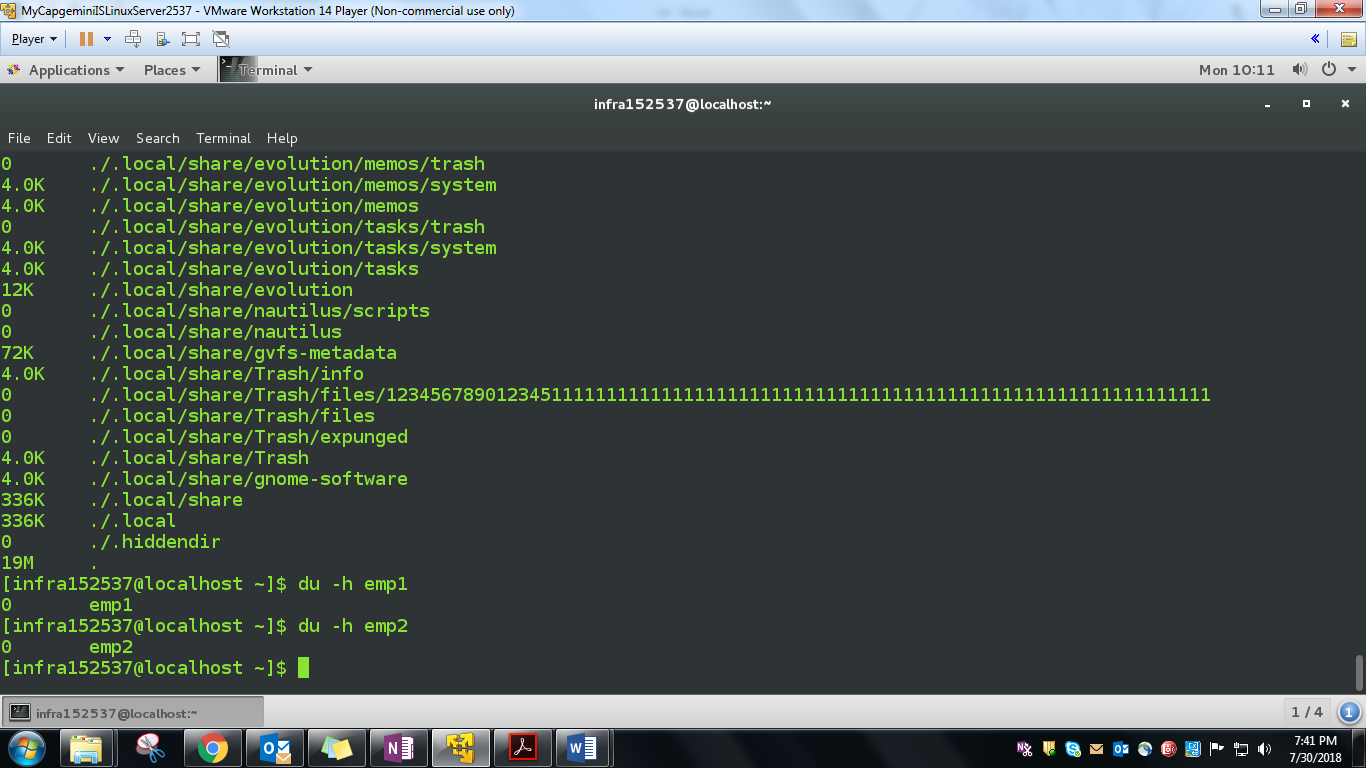 MyCapgeminiISLinuxServer2537 - VMware Workstation 14 Player (Non-commercial use only)
Player
Applications Places Terminal Mon 10:11
infra152537@localhost:~
File Edit View Search Terminal Help
0 ./.local/share/evolution/memos/trash
4.0K ./.local/share/evolution/memos/system
4.0K ./.local/share/evolution/memos
0 ./.local/share/evolution/tasks/trash
4.0K ./.local/share/evolution/tasks/system
4.0K ./.local/share/evolution/tasks
12K ./.local/share/evolution
0 ./.local/share/nautilus/scripts
0 ./.local/share/nautilus
72K ./.local/share/gvfs-metadata
4.0K ./.local/share/Trash/info
0 ./.local/share/Trash/files/123456789012345111111111111111111111111111111111111111111111111111111111111
0 ./.local/share/Trash/files
0 ./.local/share/Trash/expunged
4.0K ./.local/share/Trash
4.0K ./.local/share/gnome-software
336K ./.local/share
336K ./.local
0 ./.hiddendir
19M .
[infra152537@localhost ~]$ du -h emp1
0 emp1
[infra152537@localhost ~]$ du -h emp2
0 emp2
[infra152537@localhost ~]$
infra152537@localhost:~ 1 / 4 1
7:41 PM
7/30/2018